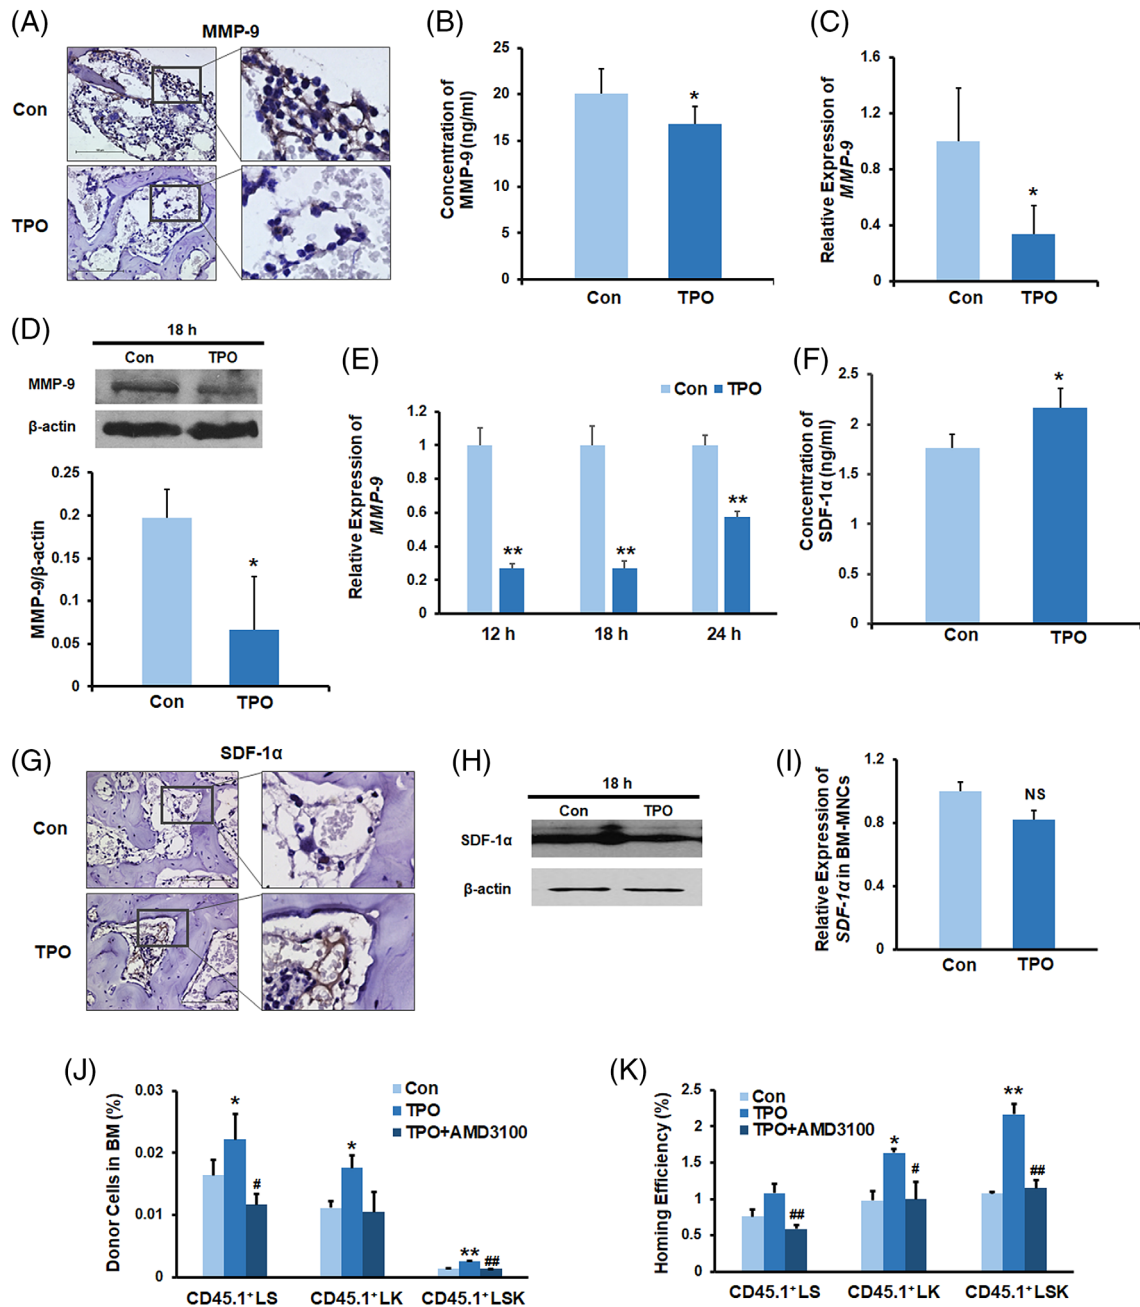 (A)
MMP-9
Con
TPO
(B)
Concentration of
MMP-9 (ng/ml)
25
20
15
10
5
0
*
Con
TPO
(C)
Relative Expression of
MMP-9
1.6
1.2
0.8
0.4
0
*
Con
TPO
(D)
18 h
Con
TPO
MMP-9
β-actin
MMP-9/β-actin
0.25
0.2
0.15
0.1
0.05
0
*
Con
TPO
(E)
Con
TPO
Relative Expression of
MMP-9
1.2
1
0.8
0.6
0.4
0.2
0
**
**
**
12 h
18 h
24 h
(F)
Concentration of
SDF-1α (ng/ml)
2.5
2
1.5
1
0.5
0
*
Con
TPO
(G)
SDF-1α
Con
TPO
(H)
18 h
Con
TPO
SDF-1α
β-actin
(I)
Relative Expression of
SDF-1α in BM-MNCs
1.2
0.8
0.4
0
NS
Con
TPO
(J)
Donor Cells in BM (%)
0.03
0.02
0.01
0
Con
TPO
TPO+AMD3100
*
#
*
**
##
CD45.1+LS
CD45.1+LK
CD45.1+LSK
(K)
Homing Efficiency (%)
2.5
2
1.5
1
0.5
0
Con
TPO
TPO+AMD3100
##
*
#
**
##
CD45.1+LS
CD45.1+LK
CD45.1+LSK